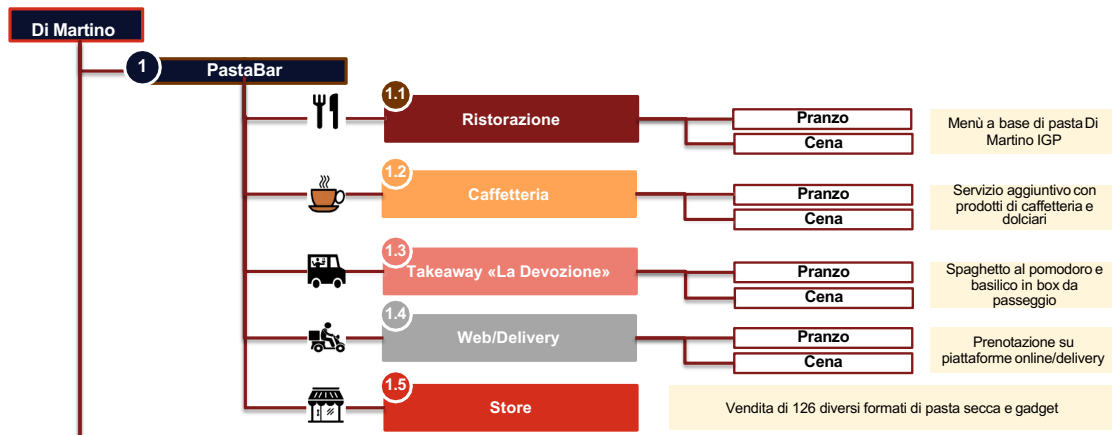 Di Martino
1
PastaBar
1.1
Ristorazione
Pranzo
Cena
Menù a base di pasta Di
Martino IGP
1.2
Caffetteria
Pranzo
Cena
Servizio aggiuntivo con
prodotti di caffetteria e
dolciari
1.3
Takeaway «La Devozione»
Pranzo
Cena
Spaghetto al pomodoro e
basilico in box da
passeggio
1.4
Web/Delivery
Pranzo
Cena
Prenotazione su
piattaforme online/delivery
1.5
Store
Vendita di 126 diversi formati di pasta secca e gadget